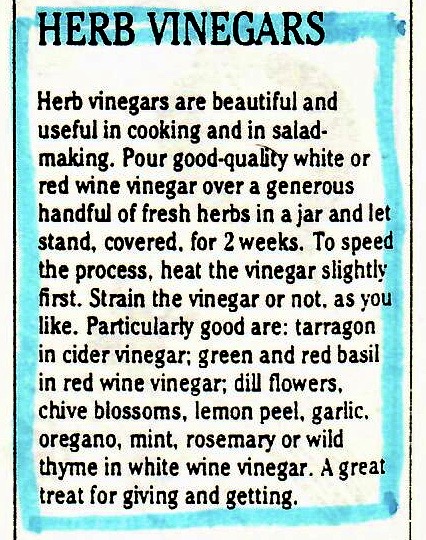 HERB VINEGARS
Herb vinegars are beautiful and
useful in cooking and in salad-
making. Pour good-quality white or
red wine vinegar over a generous
handful of fresh herbs in a jar and let
stand, covered, for 2 weeks. To speed
the process, heat the vinegar slightly
first. Strain the vinegar or not, as you
like. Particularly good are: tarragon
in cider vinegar; green and red basil
in red wine vinegar; dill flowers,
chive blossoms, lemon peel, garlic,
oregano, mint, rosemary or wild
thyme in white wine vinegar. A great
treat for giving and getting.